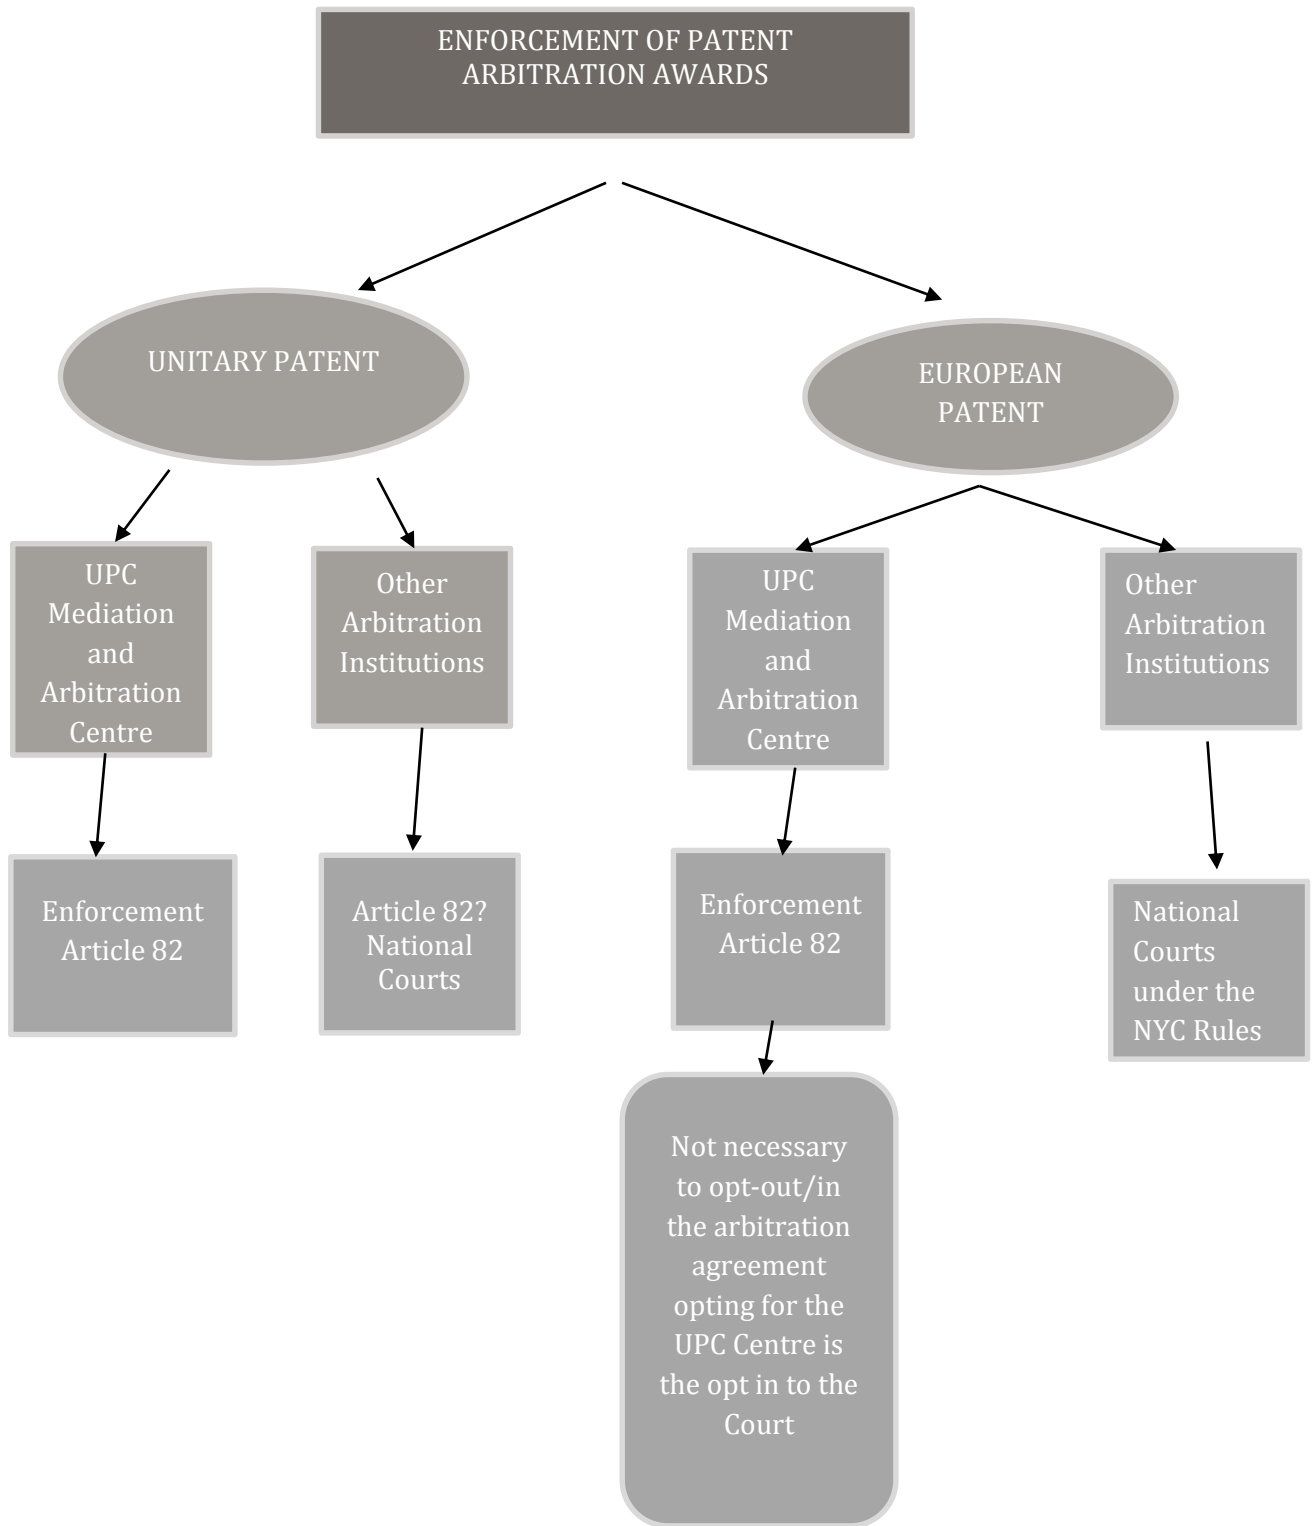 ENFORCEMENT OF PATENT
ARBITRATION AWARDS
UNITARY PATENT
EUROPEAN
PATENT
UPC
Mediation
and
Arbitration
Centre
Other
Arbitration
Institutions
UPC
Mediation
and
Arbitration
Centre
Other
Arbitration
Institutions
Enforcement
Article 82
Article 82?
National
Courts
Enforcement
Article 82
National
Courts
under the
NYC Rules
Not necessary
to opt-out/in
the arbitration
agreement
opting for the
UPC Centre is
the opt in to the
Court